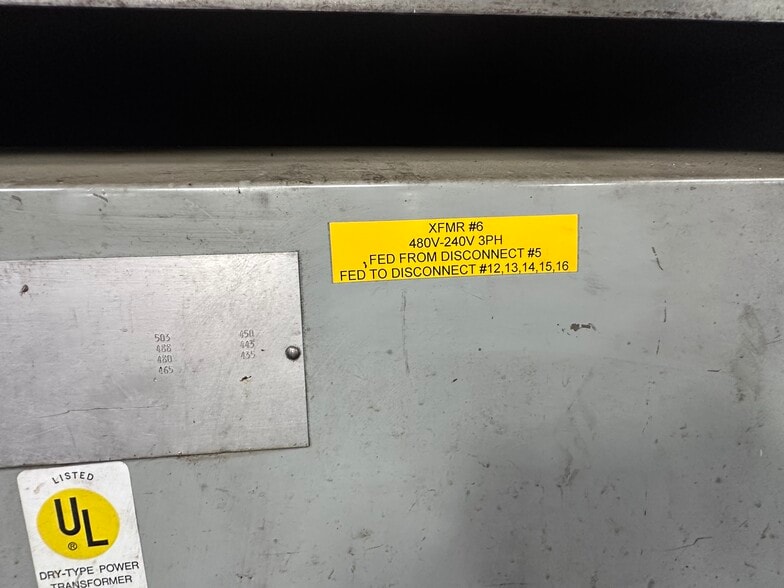 XFMR #6
480V-240V 3PH
FED FROM DISCONNECT #5
FED TO DISCONNECT #12,13,14,15,16
503 450
488 445
480 435
465
LISTED
UL
®
DRY-TYPE POWER
TRANSFORMER